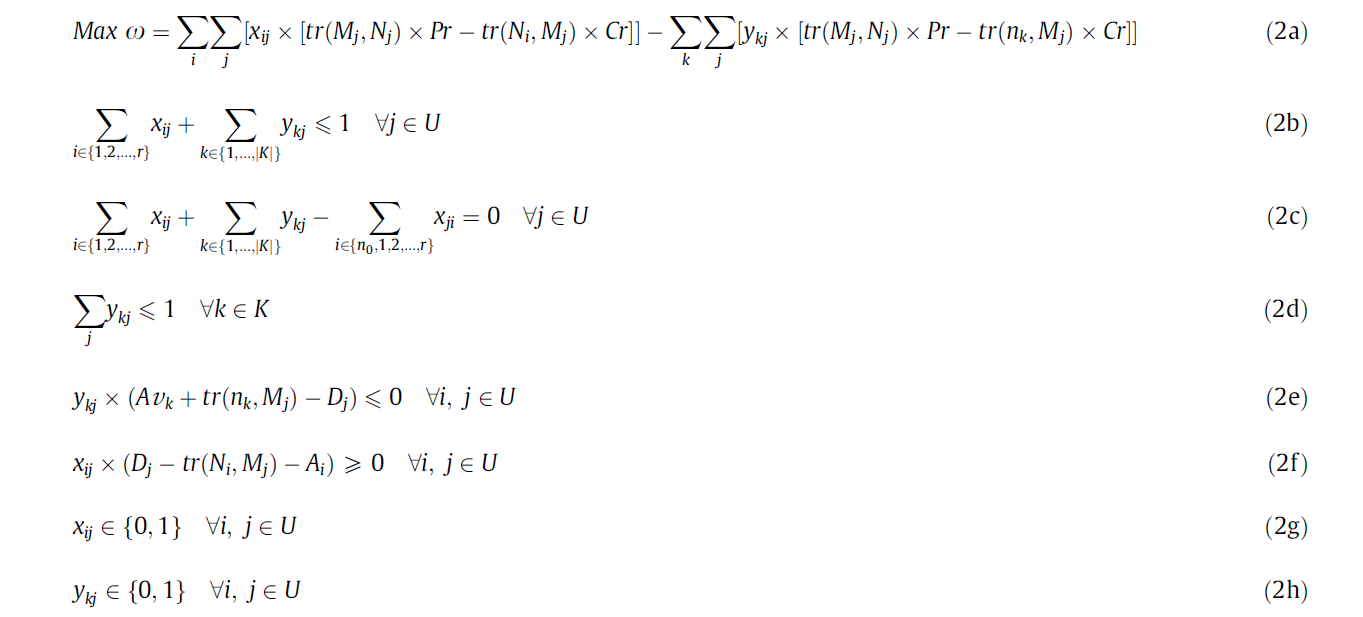 Max ω = ∑_i ∑_j [x_ij × [tr(M_j, N_j) × Pr − tr(N_i, M_j) × Cr]] − ∑_k ∑_j [y_kj × [tr(M_j, N_j) × Pr − tr(n_k, M_j) × Cr]] (2a)
∑_{i∈{1,2,...,r}} x_ij + ∑_{k∈{1,...,|K|}} y_kj ⩽ 1 ∀j ∈ U (2b)
∑_{i∈{1,2,...,r}} x_ij + ∑_{k∈{1,...,|K|}} y_kj − ∑_{i∈{n_0,1,2,...,r}} x_ji = 0 ∀j ∈ U (2c)
∑_j y_kj ⩽ 1 ∀k ∈ K (2d)
y_kj × (Av_k + tr(n_k, M_j) − D_j) ⩽ 0 ∀i, j ∈ U (2e)
x_ij × (D_j − tr(N_i, M_j) − A_i) ⩾ 0 ∀i, j ∈ U (2f)
x_ij ∈ {0, 1} ∀i, j ∈ U (2g)
y_kj ∈ {0, 1} ∀i, j ∈ U (2h)